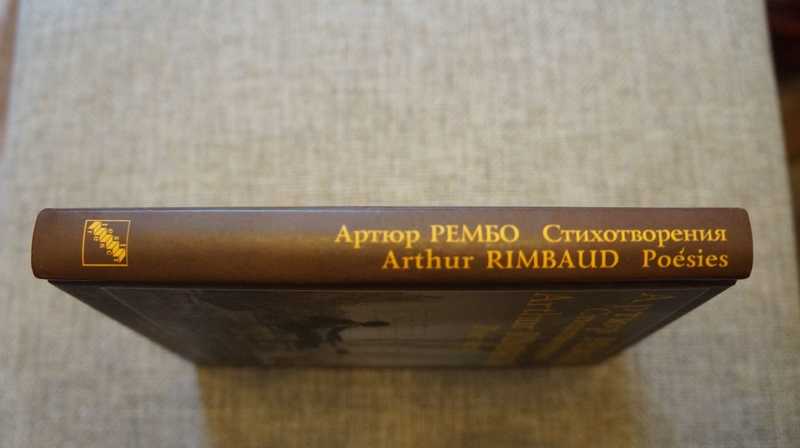 Артюр РЕМБО Стихотворения
Arthur RIMBAUD Poésies